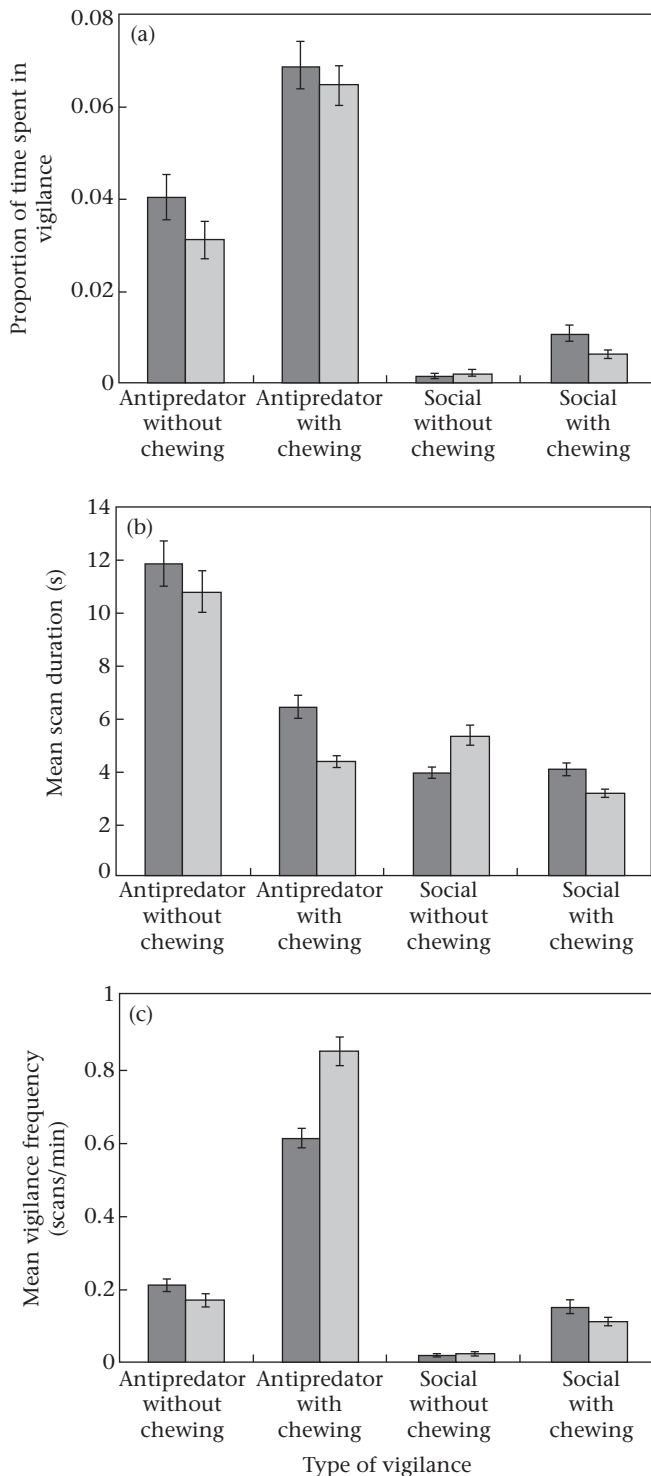 (a)
Proportion of time spent in
vigilance
0.08
0.06
0.04
0.02
0
Antipredator
without
chewing
Antipredator
with
chewing
Social
without
chewing
Social
with
chewing
(b)
Mean scan duration (s)
14
12
10
8
6
4
2
0
Antipredator
without
chewing
Antipredator
with
chewing
Social
without
chewing
Social
with
chewing
(c)
Mean vigilance frequency
(scans/min)
1
0.8
0.6
0.4
0.2
0
Antipredator
without
chewing
Antipredator
with
chewing
Social
without
chewing
Social
with
chewing
Type of vigilance